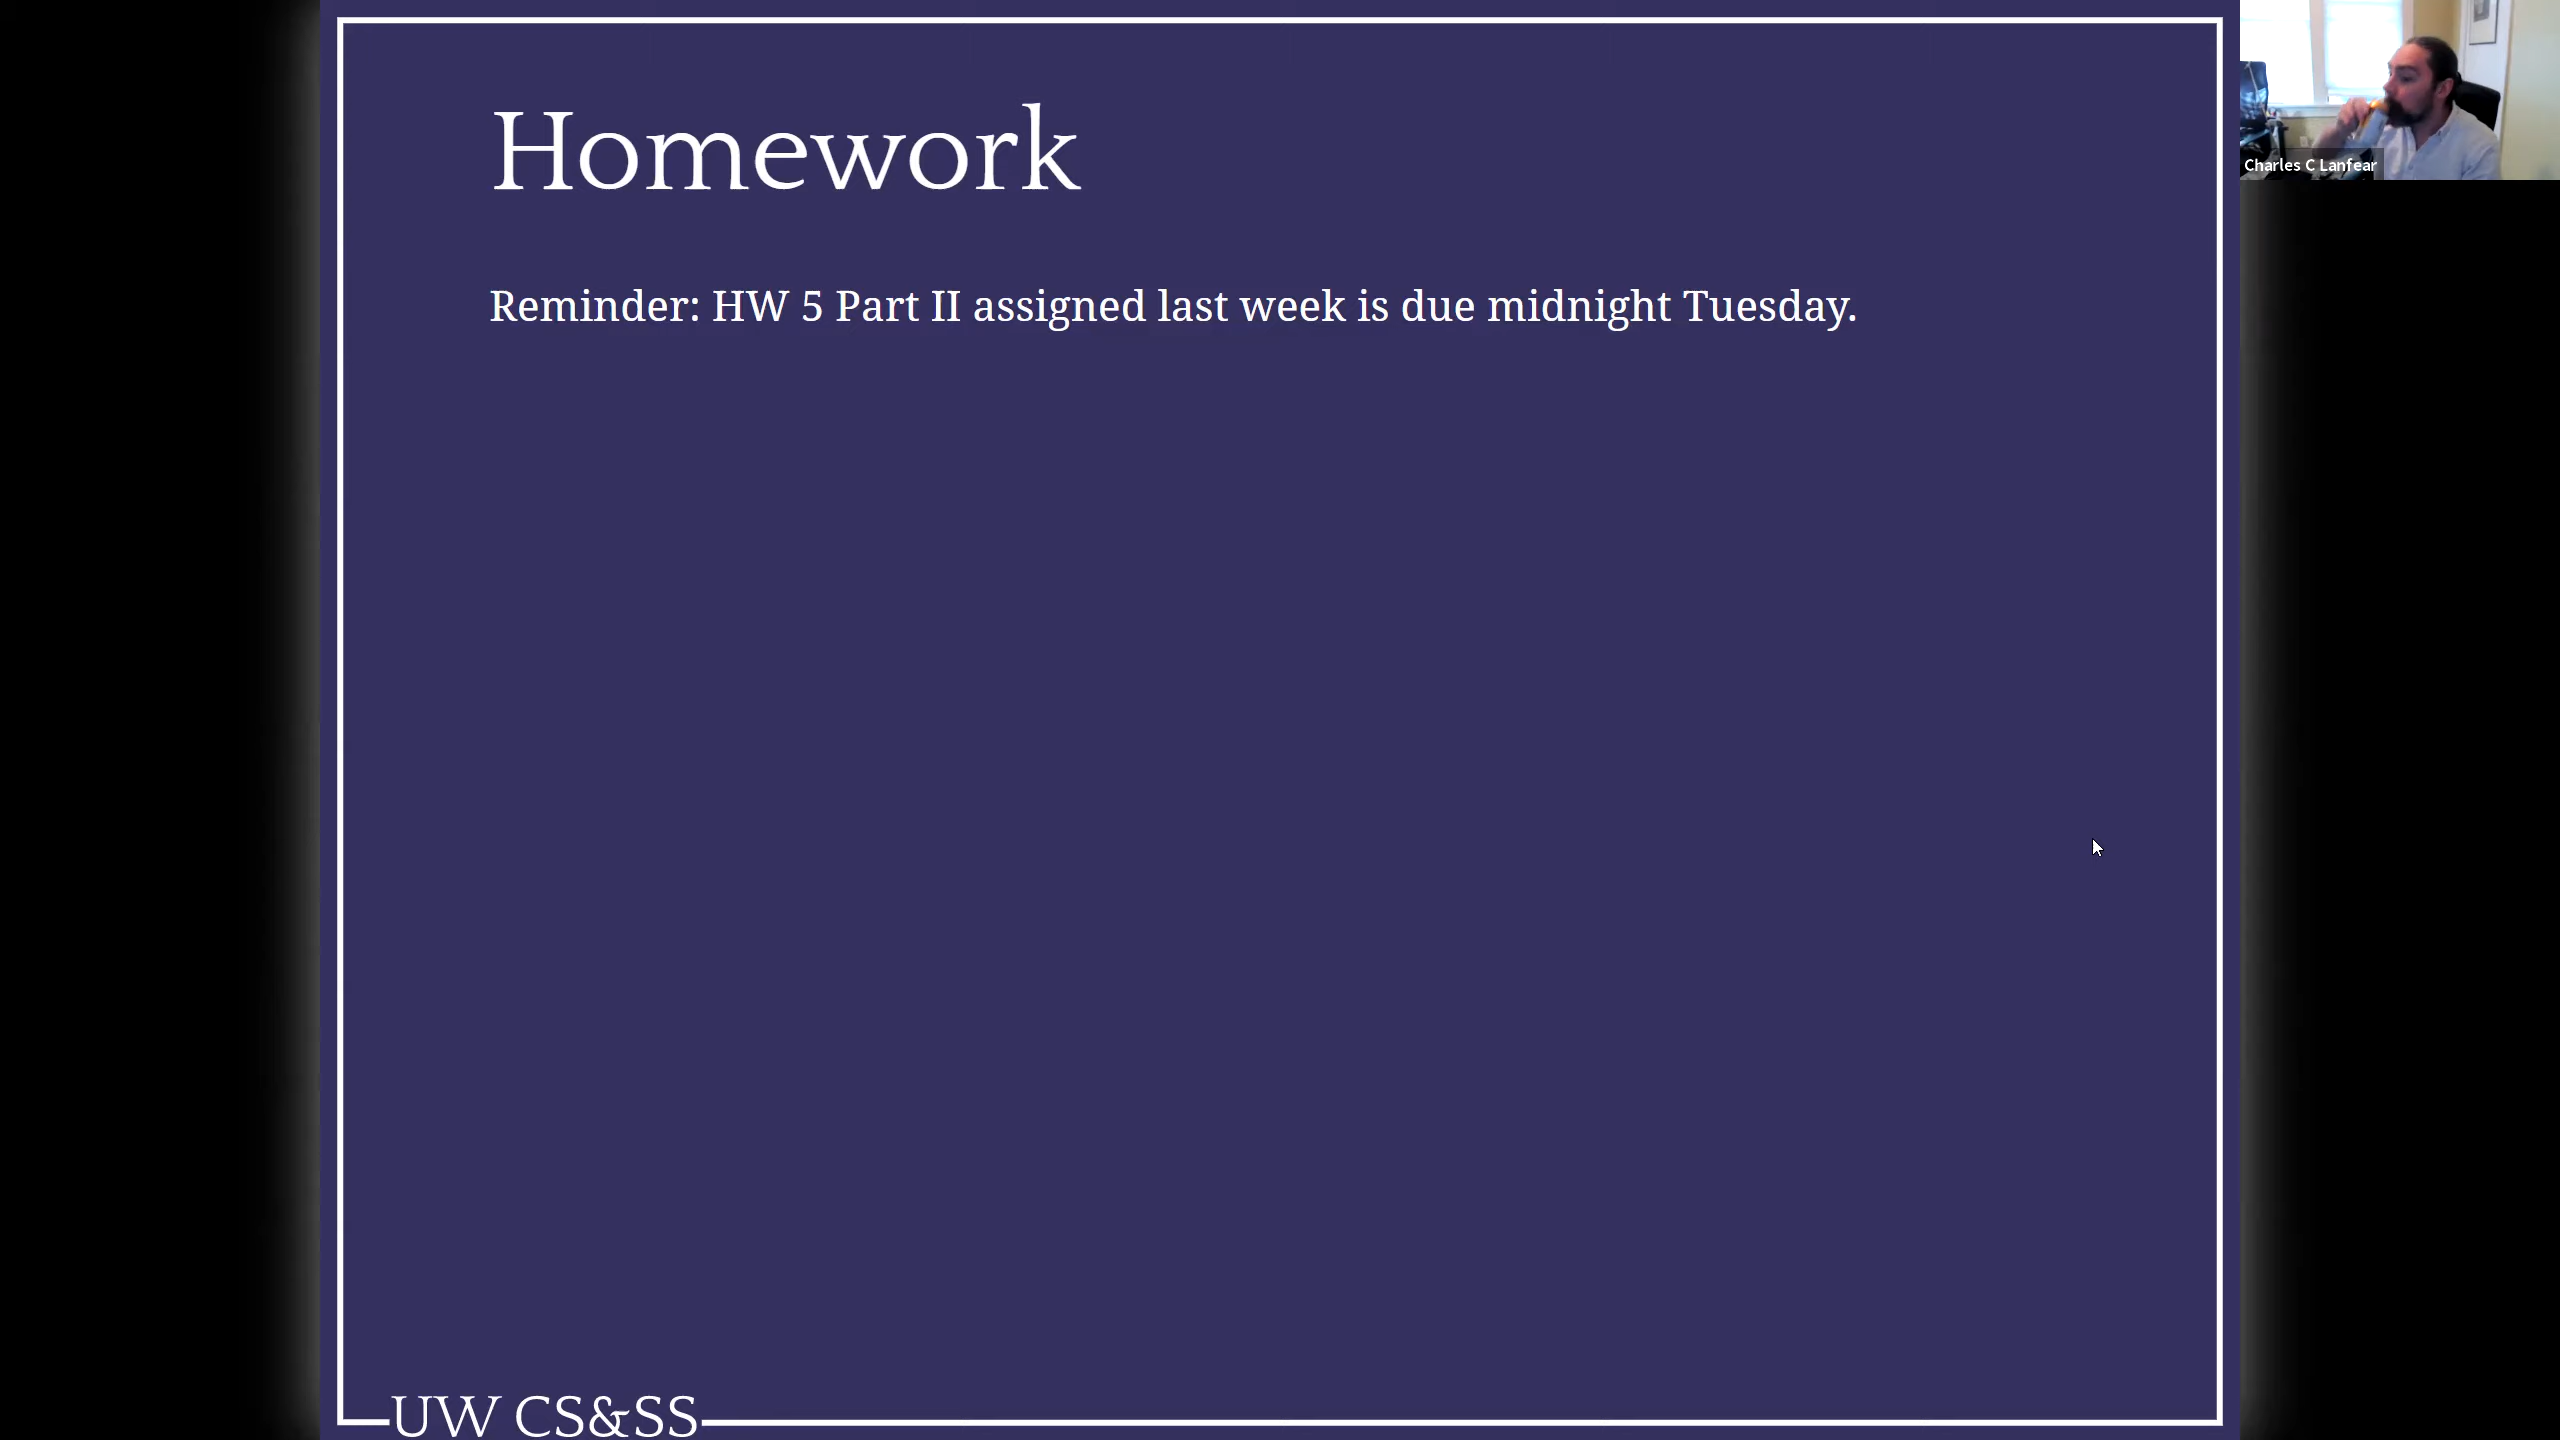 Homework
Charles C Lanfear
Reminder: HW 5 Part II assigned last week is due midnight Tuesday.
UW CS&SS